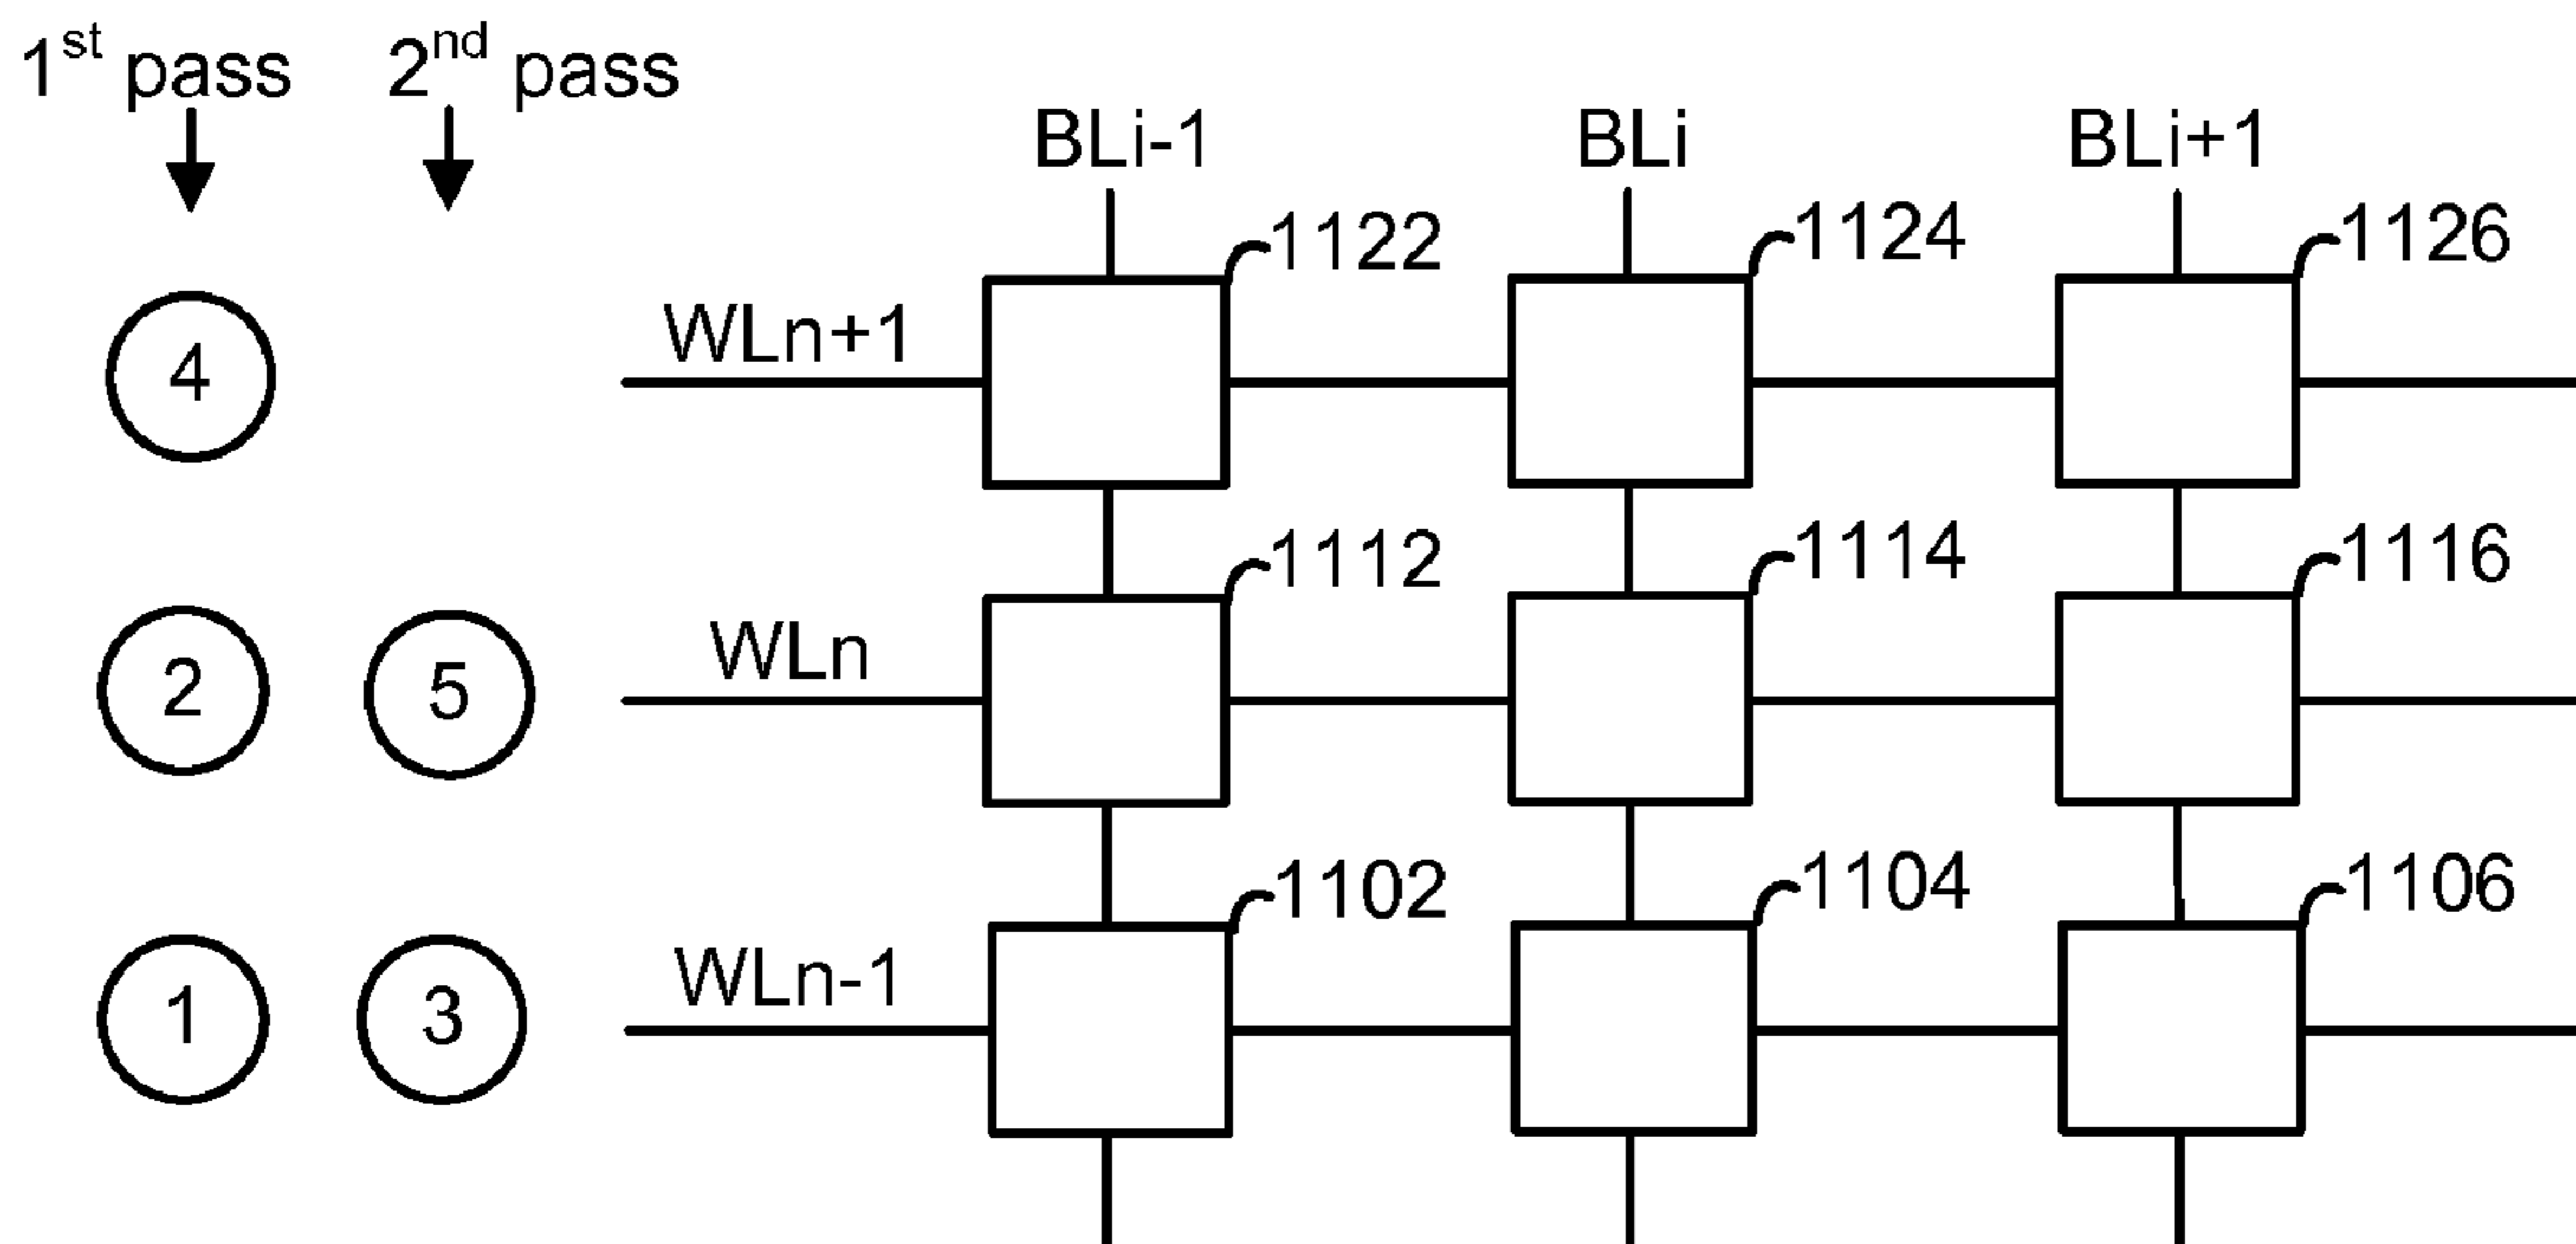 1st pass 2nd pass
BLi-1 BLi BLi+1
1122 1124 1126
4 WLn+1
1112 1114 1116
2 5 WLn
1102 1104 1106
1 3 WLn-1